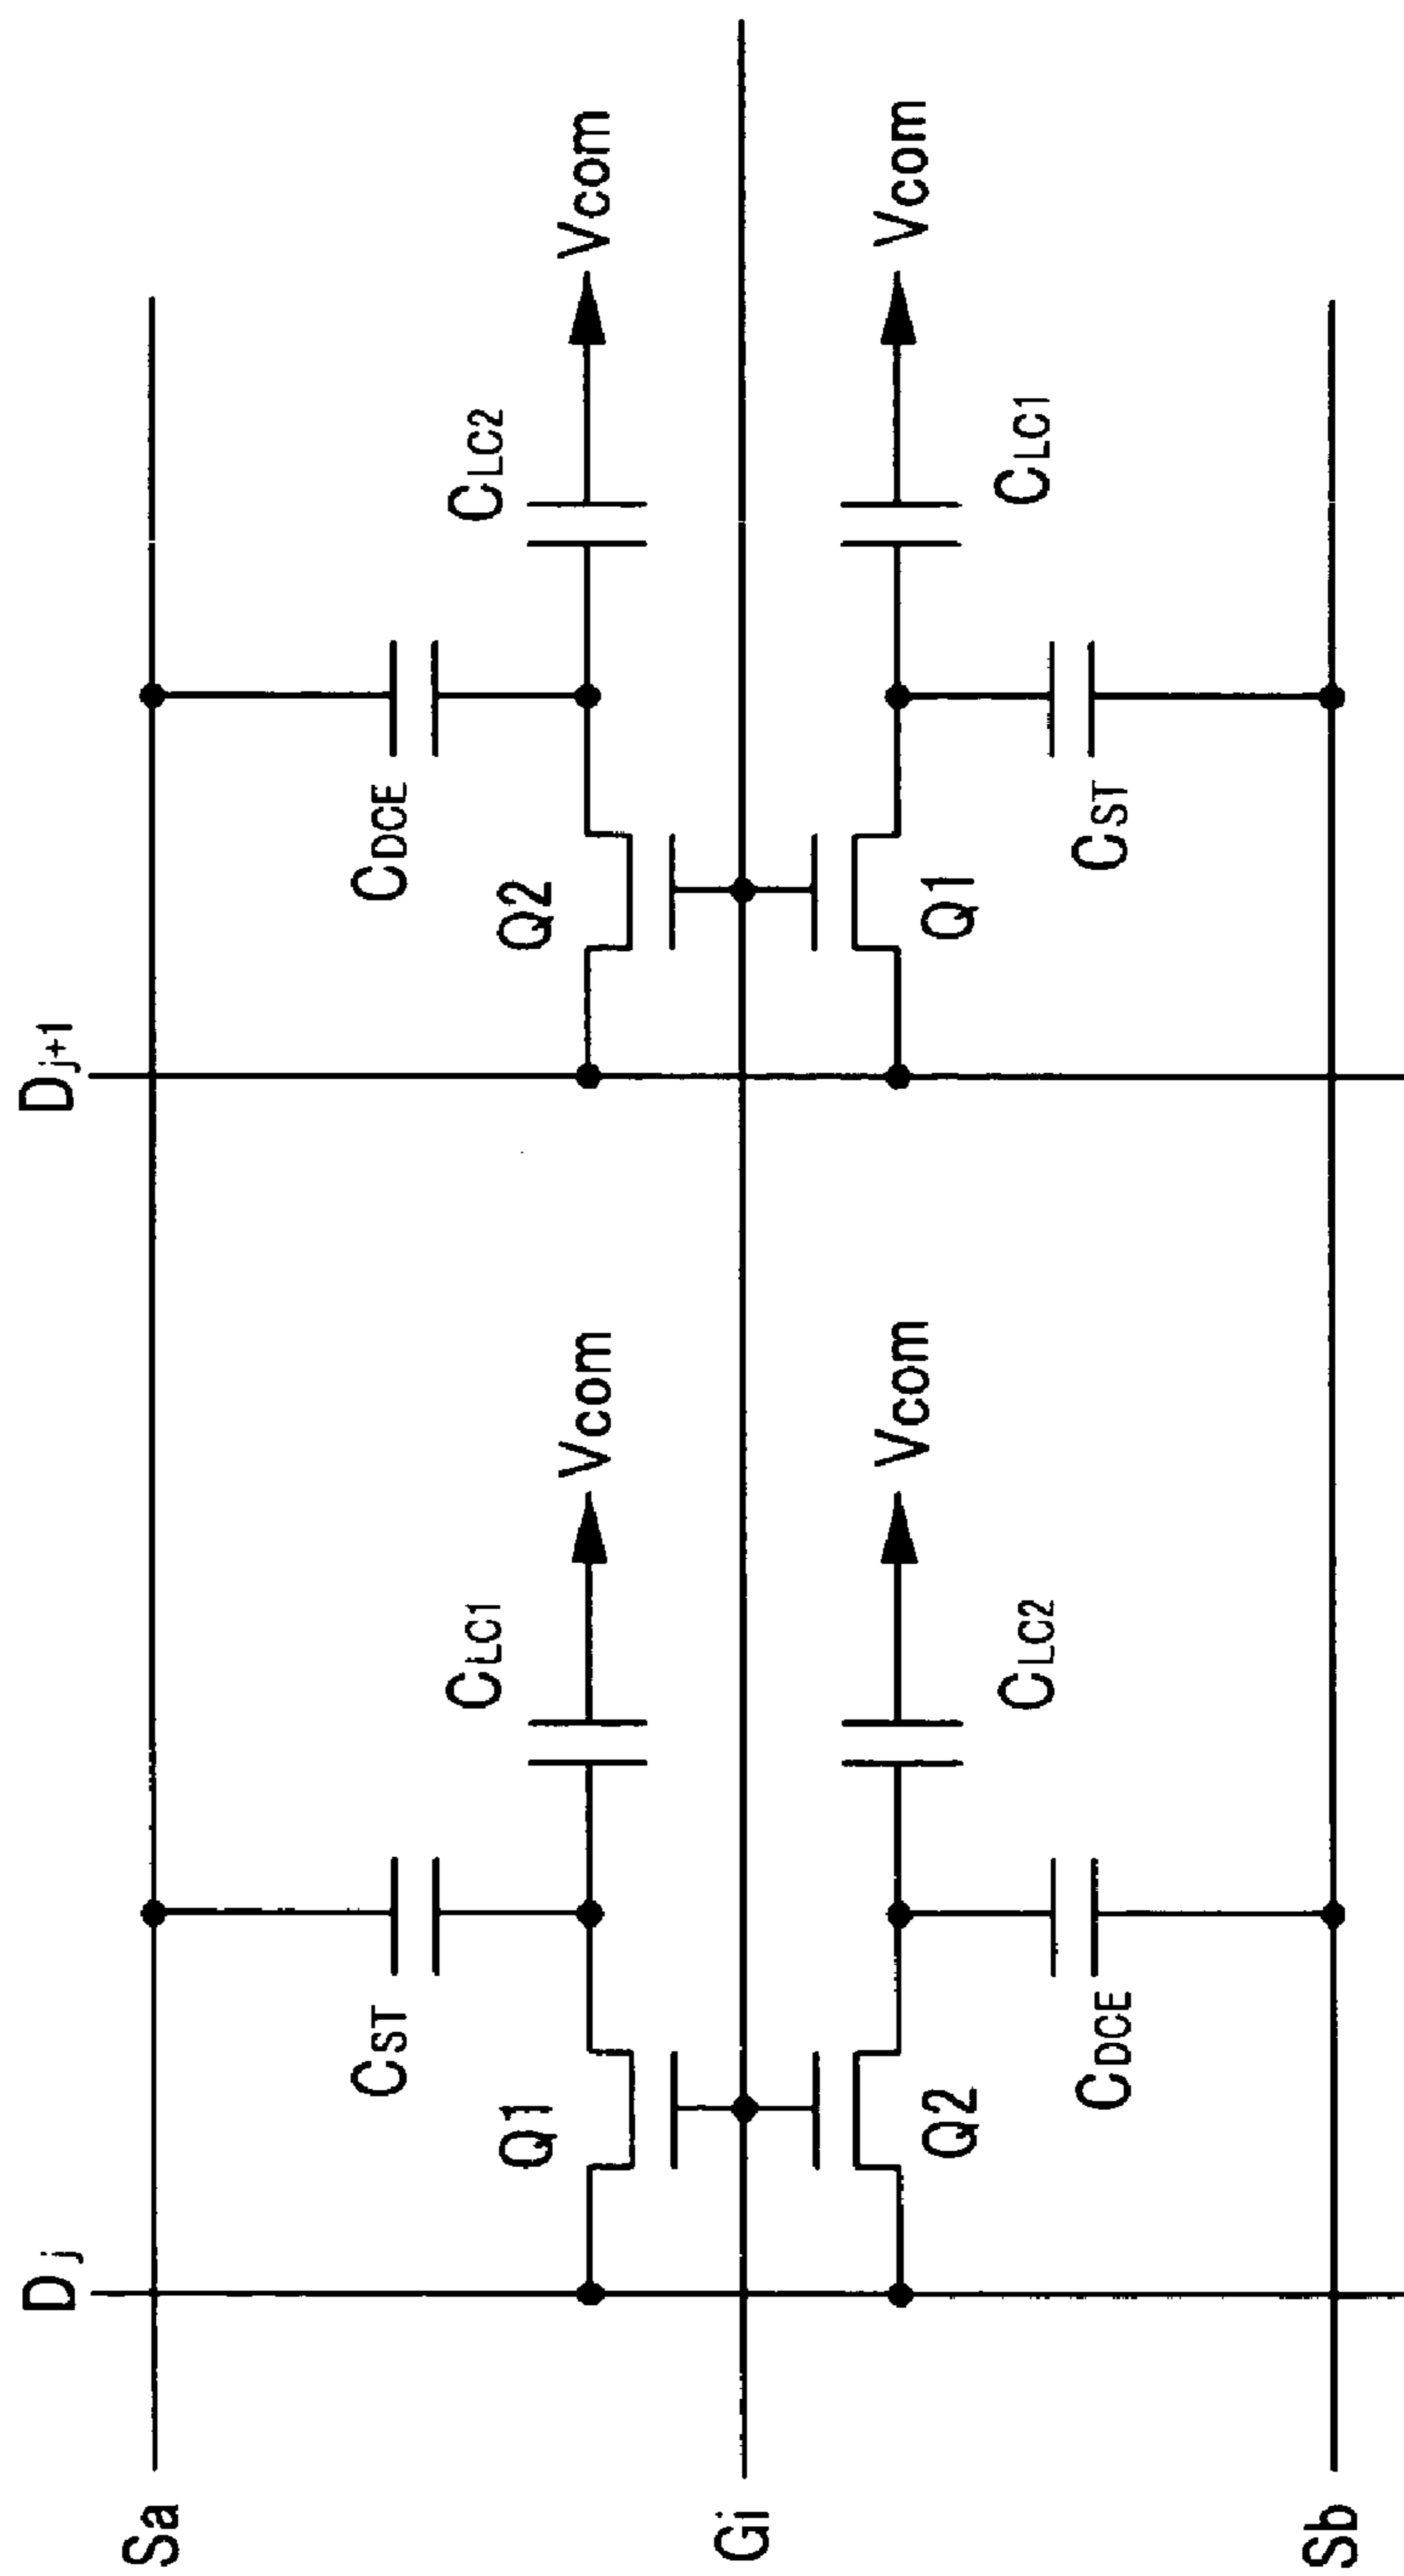 Dj
Dj+1
Sa
CST
CLC1
Vcom
Q1
CDCE
CLC2
Vcom
Q2
Gi
Q2
CLC2
Vcom
CDCE
Q1
CLC1
Vcom
CST
Sb